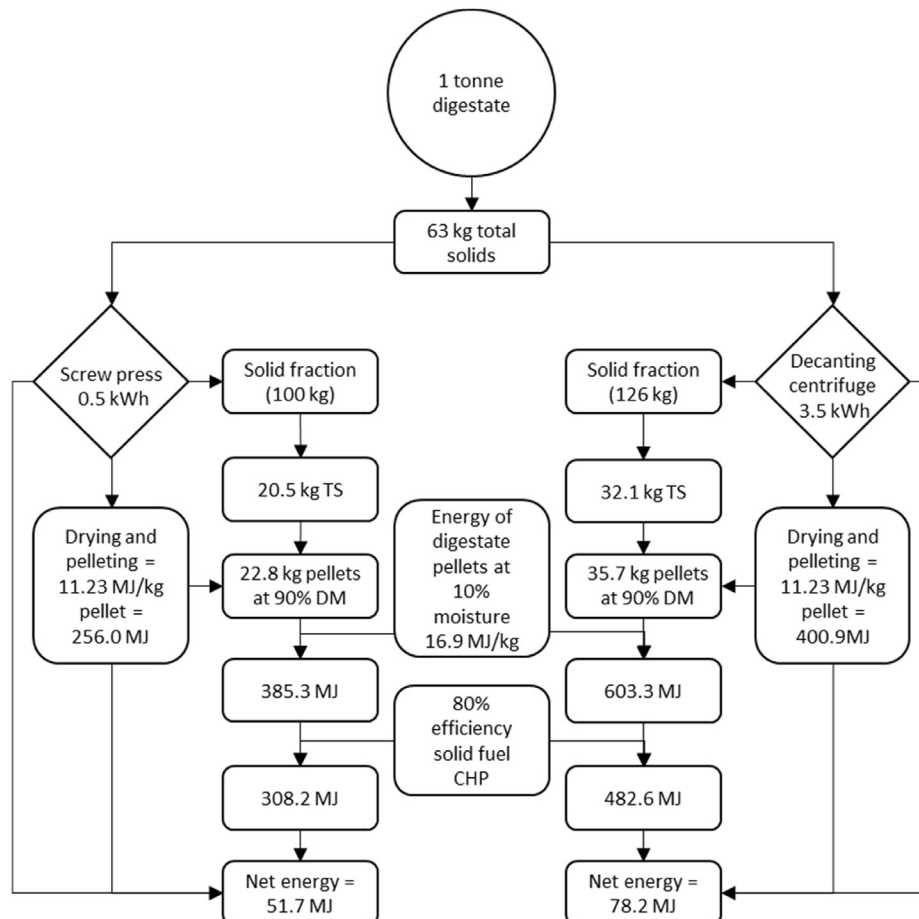 1 tonne
digestate
63 kg total
solids
Screw press
0.5 kWh
Solid fraction
(100 kg)
Solid fraction
(126 kg)
Decanting
centrifuge
3.5 kWh
20.5 kg TS
32.1 kg TS
Drying and
pelleting =
11.23 MJ/kg
pellet =
256.0 MJ
22.8 kg pellets
at 90% DM
Energy of
digestate
pellets at
10%
moisture
16.9 MJ/kg
35.7 kg pellets
at 90% DM
Drying and
pelleting =
11.23 MJ/kg
pellet =
400.9MJ
385.3 MJ
603.3 MJ
80%
efficiency
solid fuel
CHP
308.2 MJ
482.6 MJ
Net energy =
51.7 MJ
Net energy =
78.2 MJ